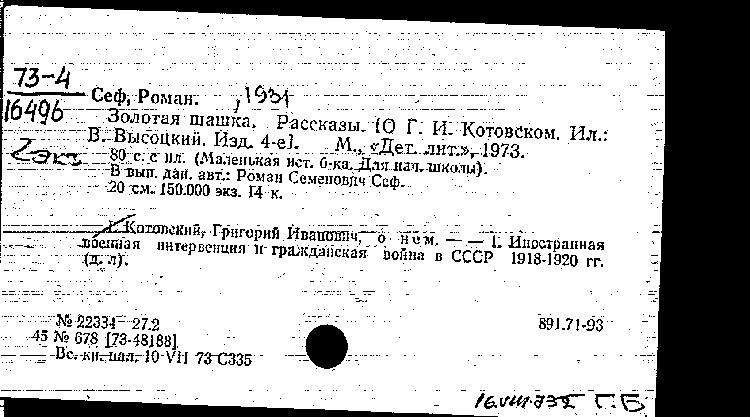 73-4
16496
2 экз
Сеф, Роман. , 1931
Золотая шашка. Рассказы. [О Г. И. Котовском. Ил.:
В. Высоцкий. Изд. 4-е]. М., «Дет. лит.», 1973.
80 с. с ил. (Маленькая ист. б-ка. Для нач. школы).
В вып. дан. авт.: Роман Семенович Сеф.
20 см. 150.000 экз. 14 к.
I. Котовский, Григорий Иванович, о нем. — — 1. Иностранная
военная интервенция и гражданская война в СССР 1918-1920 гг.
(д. л).
№ 22334 27.2
891.71-93
45 № 678 [73-48188]
Вс. кн. пал. 10 VII 73 С335
16.VIII.73г Г.Б.